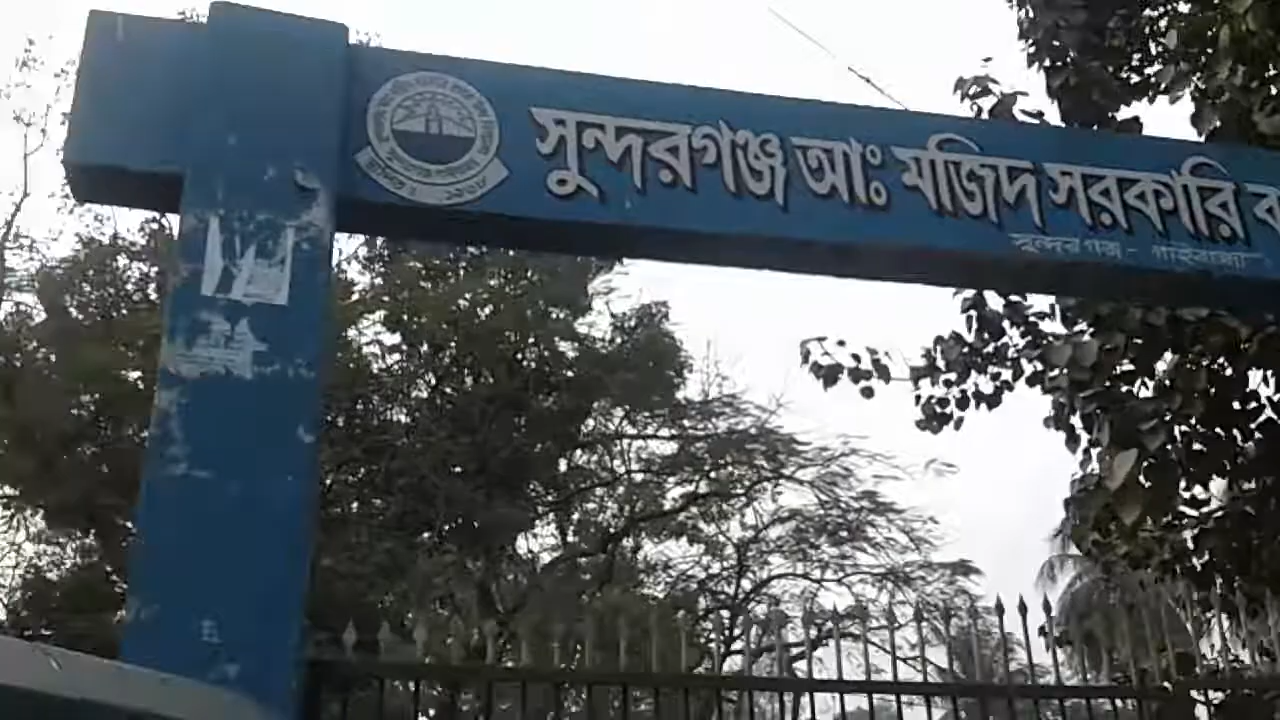 সুন্দরগঞ্জ আঃ মজিদ সরকারি
সুন্দরগঞ্জ - গাইবান্ধা